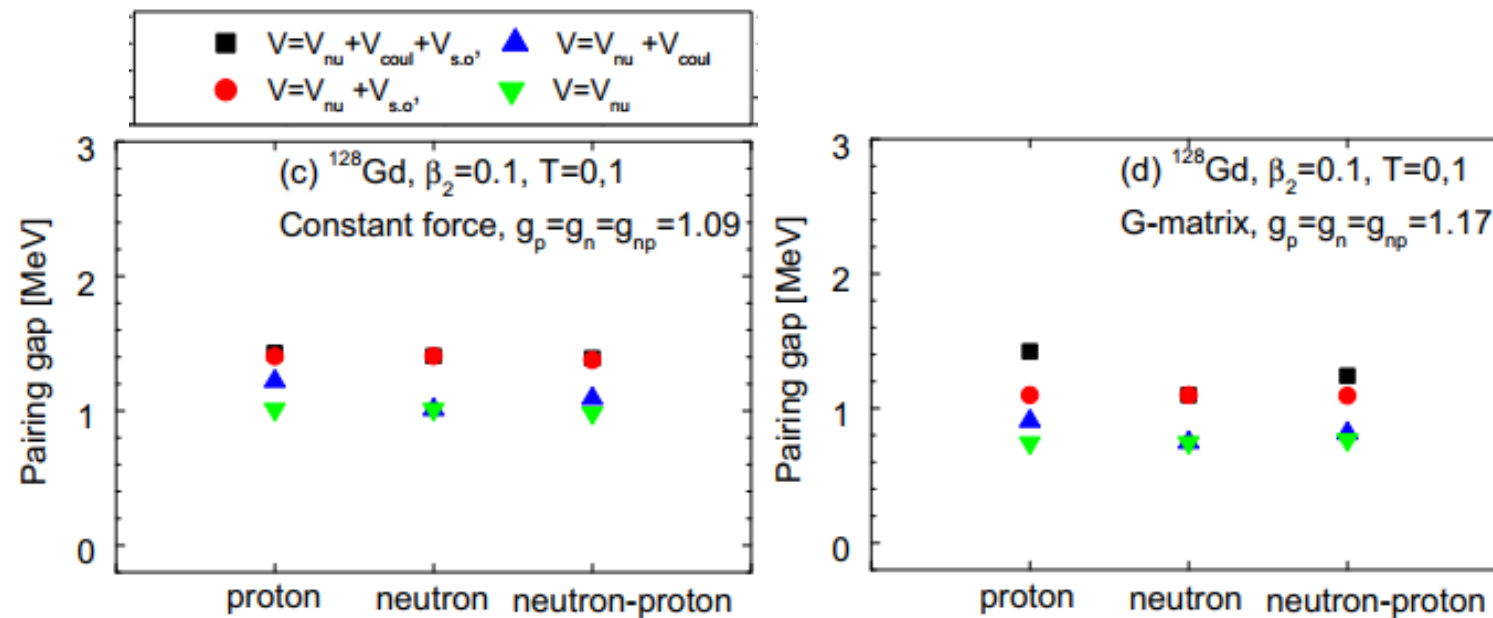 V=V_nu+V_coul+V_s.o,
V=V_nu +V_coul
V=V_nu +V_s.o,
V=V_nu
(c) ¹²⁸Gd, β₂=0.1, T=0,1
Constant force, g_p=g_n=g_np=1.09
Pairing gap [MeV]
3
2
1
0
proton
neutron
neutron-proton
(d) ¹²⁸Gd, β₂=0.1, T=0,1
G-matrix, g_p=g_n=g_np=1.17
Pairing gap [MeV]
3
2
1
0
proton
neutron
neutron-proton